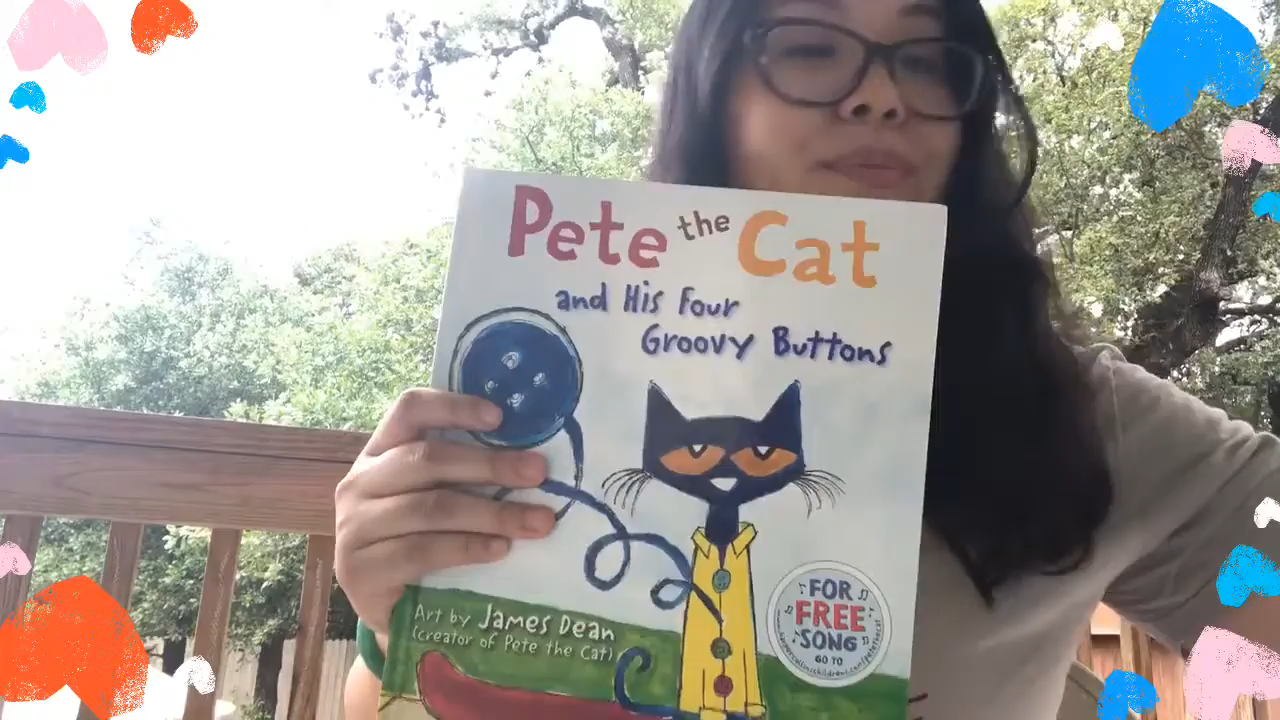 Pete the Cat
and His Four
Groovy Buttons
Art by James Dean
(creator of Pete the Cat)
FOR
FREE
SONG
GO TO